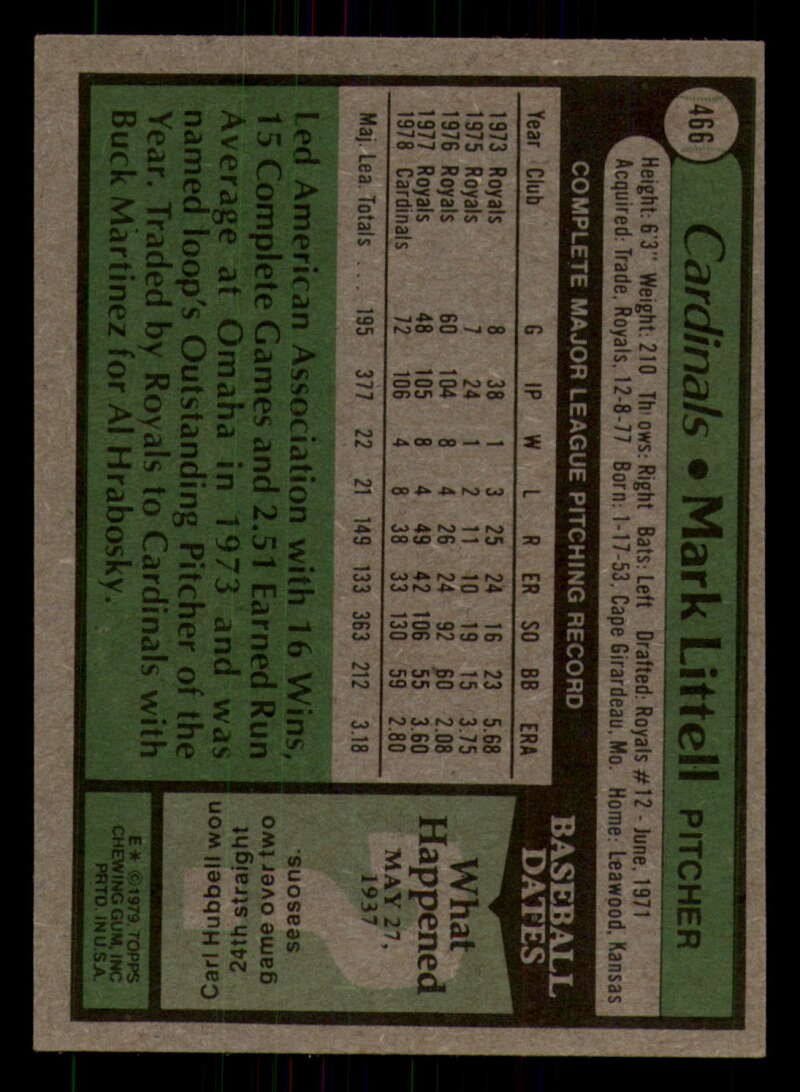 466
Cardinals • Mark Littell PITCHER
Height: 6'3" Weight: 210 Th ows: Right Bats: Left Drafted: Royals #12 - June, 1971
Acquired: Trade, Royals, 12-8-77 Born: 1-17-53, Cape Girardeau, Mo. Home: Leawood, Kansas
COMPLETE MAJOR LEAGUE PITCHING RECORD
Year Club G IP W L R ER SO BB ERA
1973 Royals 8 38 1 3 25 24 16 23 5.68
1975 Royals 7 24 1 2 11 10 19 15 3.75
1976 Royals 60 104 8 4 26 24 92 60 2.08
1977 Royals 48 105 8 4 49 42 106 55 3.60
1978 Cardinals 72 106 4 8 38 33 130 59 2.80
Maj. Lea. Totals . . . 195 377 22 21 149 133 363 212 3.18
Led American Association with 16 Wins,
15 Complete Games and 2.51 Earned Run
Average at Omaha in 1973 and was
named loop's Outstanding Pitcher of the
Year. Traded by Royals to Cardinals with
Buck Martinez for Al Hrabosky.
BASEBALL
DATES
What
Happened
MAY 27,
1937
Carl Hubbell won
24th straight
game over two
seasons.
E * ©1979 TOPPS
CHEWING GUM, INC
PRTD. IN U.S.A.